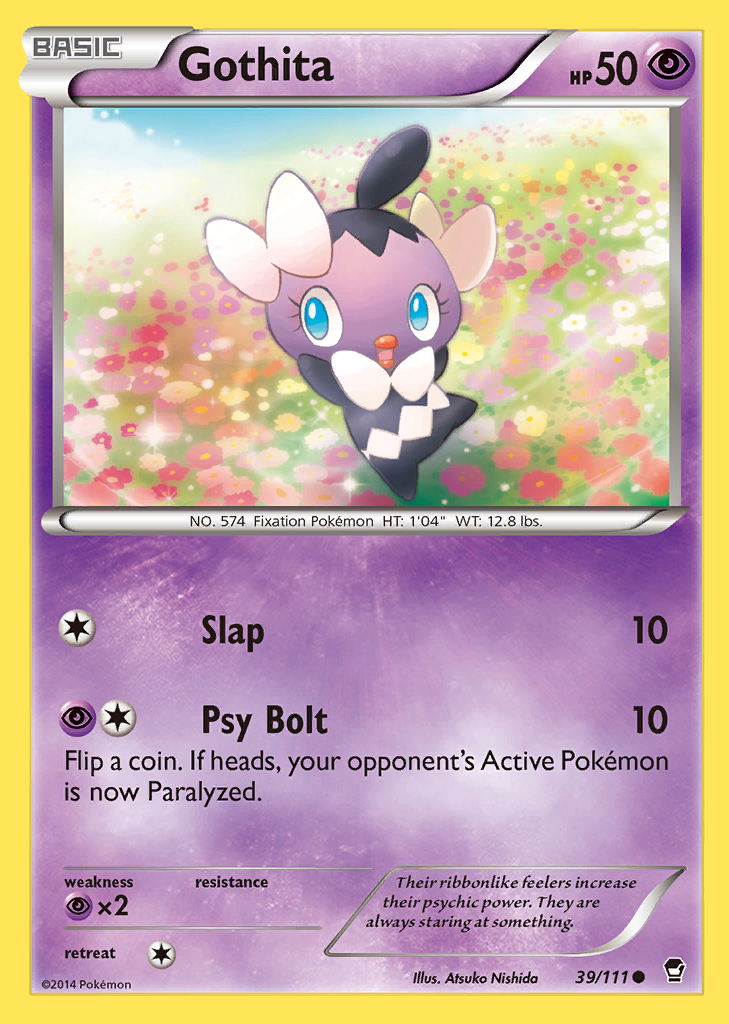 BASIC
Gothita
HP 50
NO. 574 Fixation Pokémon HT: 1'04" WT: 12.8 lbs.
Slap 10
Psy Bolt 10
Flip a coin. If heads, your opponent's Active Pokémon
is now Paralyzed.
weakness resistance
×2
Their ribbonlike feelers increase
their psychic power. They are
always staring at something.
retreat
©2014 Pokémon
Illus. Atsuko Nishida
39/111